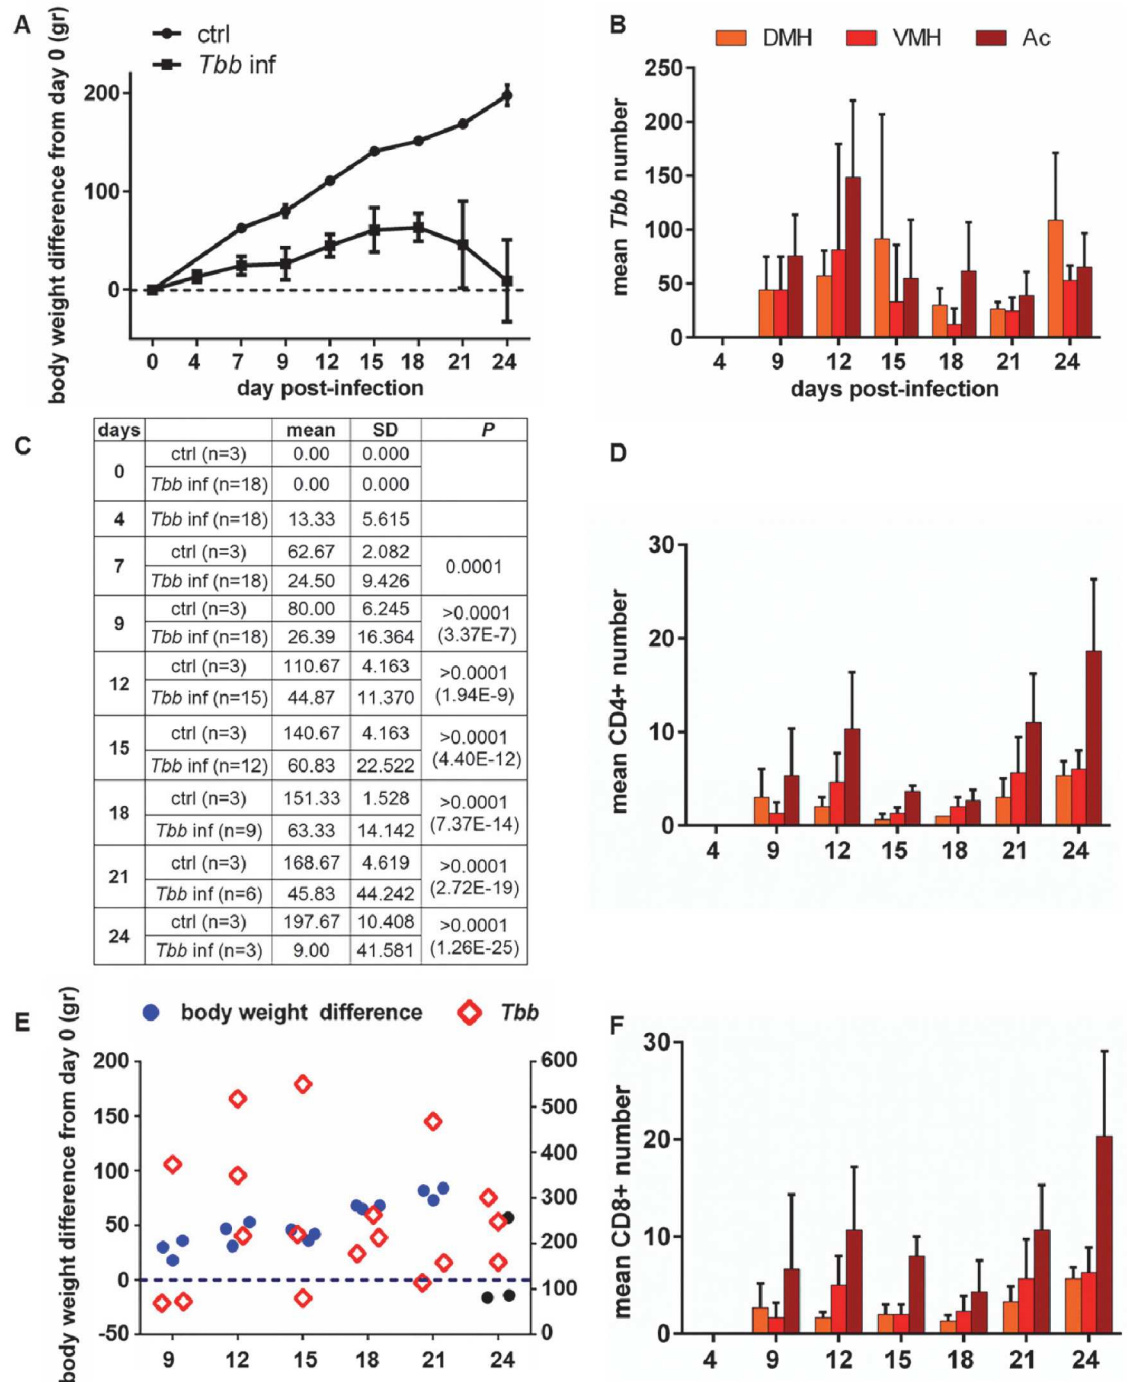 A
body weight difference from day 0 (gr)
ctrl
Tbb inf
200
100
0
0 4 7 9 12 15 18 21 24
day post-infection
B
DMH VMH Ac
mean Tbb number
250
200
150
100
50
0
4 9 12 15 18 21 24
days post-infection
C
days mean SD P
0 ctrl (n=3) 0.00 0.000
Tbb inf (n=18) 0.00 0.000
4 Tbb inf (n=18) 13.33 5.615
7 ctrl (n=3) 62.67 2.082 0.0001
Tbb inf (n=18) 24.50 9.426
9 ctrl (n=3) 80.00 6.245 >0.0001
Tbb inf (n=18) 26.39 16.364 (3.37E-7)
12 ctrl (n=3) 110.67 4.163 >0.0001
Tbb inf (n=15) 44.87 11.370 (1.94E-9)
15 ctrl (n=3) 140.67 4.163 >0.0001
Tbb inf (n=12) 60.83 22.522 (4.40E-12)
18 ctrl (n=3) 151.33 1.528 >0.0001
Tbb inf (n=9) 63.33 14.142 (7.37E-14)
21 ctrl (n=3) 168.67 4.619 >0.0001
Tbb inf (n=6) 45.83 44.242 (2.72E-19)
24 ctrl (n=3) 197.67 10.408 >0.0001
Tbb inf (n=3) 9.00 41.581 (1.26E-25)
D
mean CD4+ number
30
20
10
0
4 9 12 15 18 21 24
E
body weight difference Tbb
body weight difference from day 0 (gr)
200
150
100
50
0
-50
600
500
400
300
200
100
0
9 12 15 18 21 24
F
mean CD8+ number
30
20
10
0
4 9 12 15 18 21 24